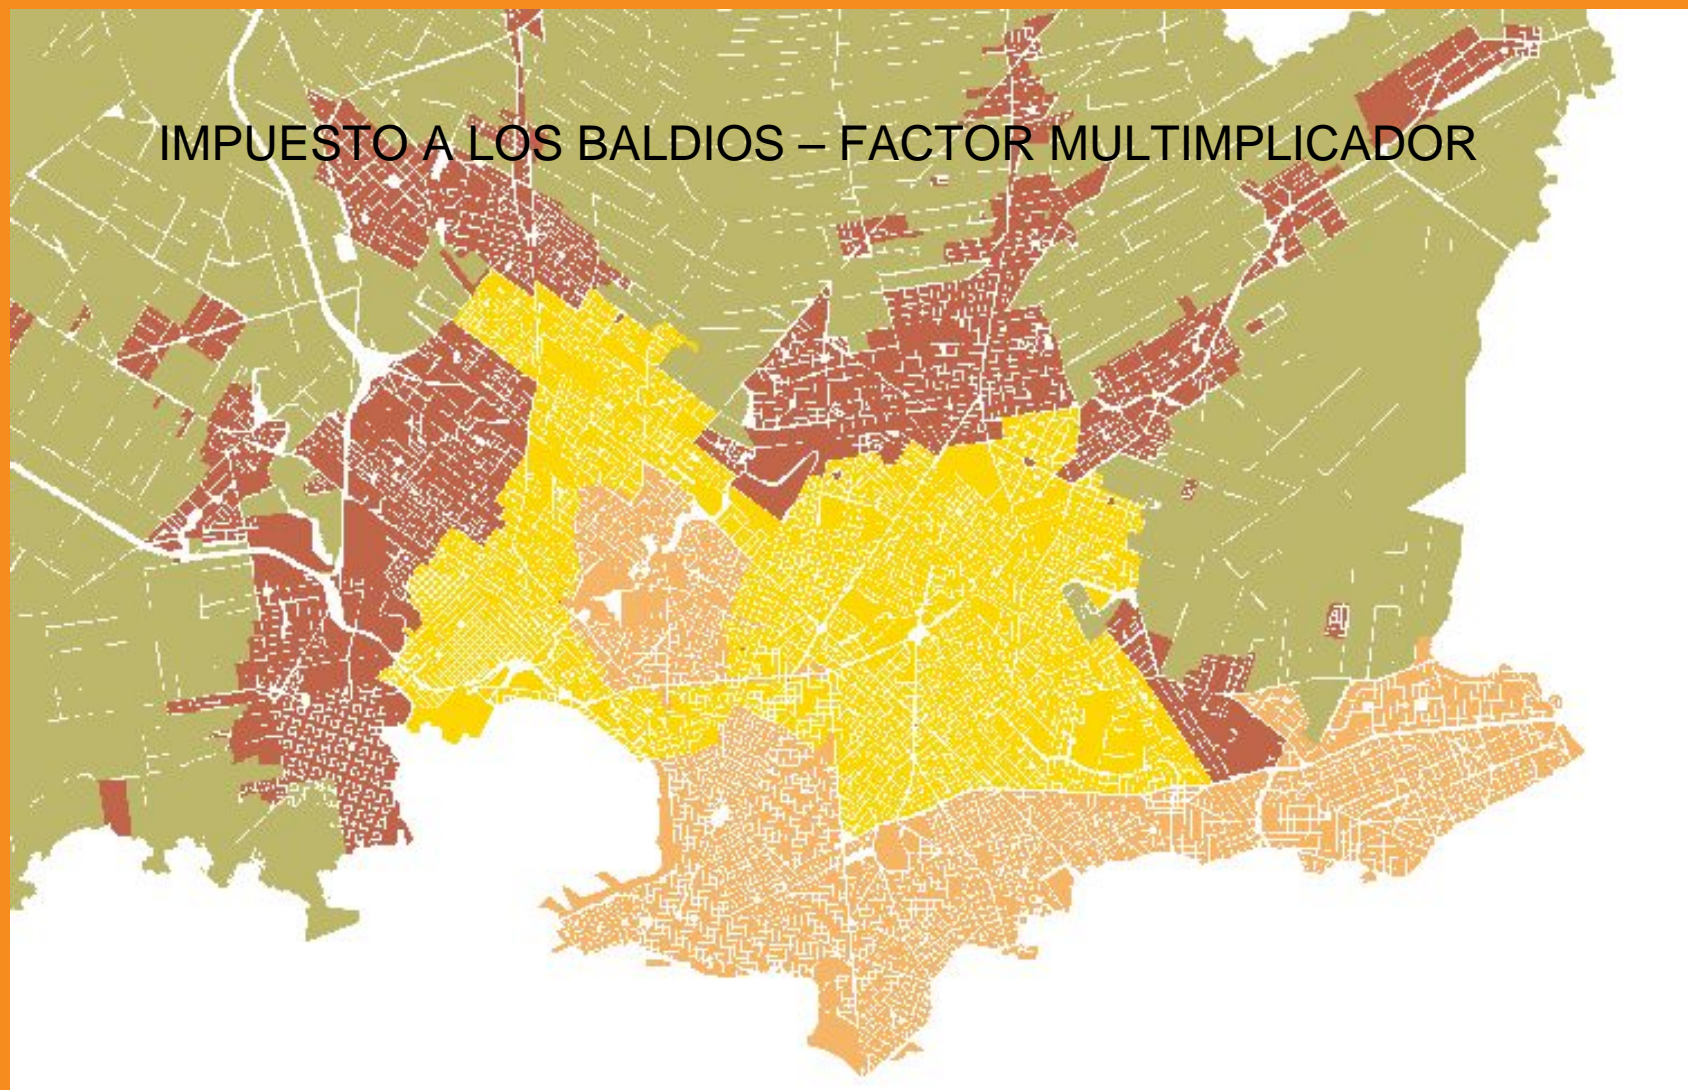 IMPUESTO A LOS BALDIOS – FACTOR MULTIMPLICADOR